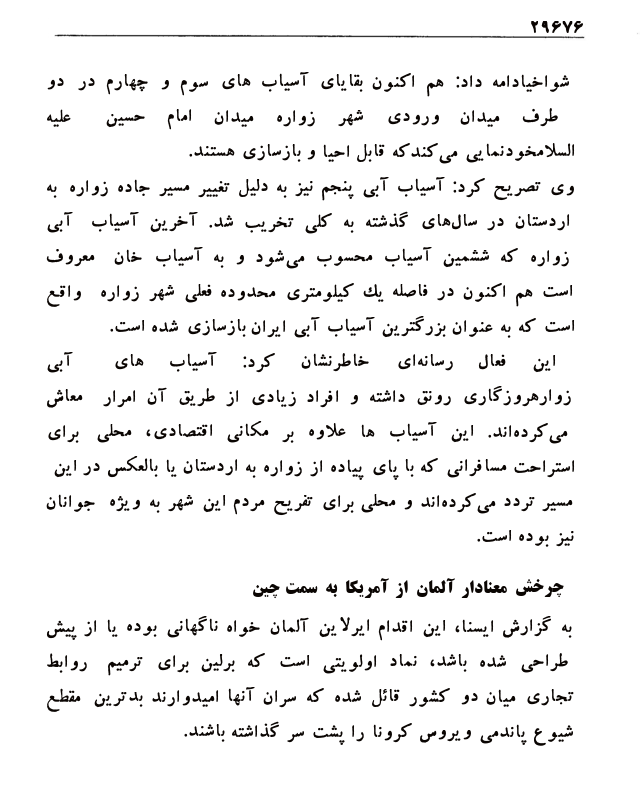 ۲۹۶۷۶
شواخیادامه داد: هم اکنون بقایای آسیاب های سوم و چهارم در دو
طرف میدان ورودی شهر زواره میدان امام حسین علیه
السلامخودنمایی می‌کندکه قابل احیا و بازسازی هستند.
وی تصریح کرد: آسیاب آبی پنجم نیز به دلیل تغییر مسیر جاده زواره به
اردستان در سال‌های گذشته به کلی تخریب شد. آخرین آسیاب آبی
زواره که ششمین آسیاب محسوب می‌شود و به آسیاب خان معروف
است هم اکنون در فاصله یك کیلومتری محدوده فعلی شهر زواره واقع
است که به عنوان بزرگترین آسیاب آبی ایران بازسازی شده است.
این فعال رسانه‌ای خاطرنشان کرد: آسیاب های آبی
زوارهروزگاری رونق داشته و افراد زیادی از طریق آن امرار معاش
می‌کرده‌اند. این آسیاب ها علاوه بر مکانی اقتصادی، محلی برای
استراحت مسافرانی که با پای پیاده از زواره به اردستان یا بالعکس در این
مسیر تردد می‌کرده‌اند و محلی برای تفریح مردم این شهر به ویژه جوانان
نیز بوده است.
چرخش معنادار آلمان از آمریکا به سمت چین
به گزارش ایسنا، این اقدام ایرلاین آلمان خواه ناگهانی بوده یا از پیش
طراحی شده باشد، نماد اولویتی است که برلین برای ترمیم روابط
تجاری میان دو کشور قائل شده که سران آنها امیدوارند بدترین مقطع
شیوع پاندمی ویروس کرونا را پشت سر گذاشته باشند.